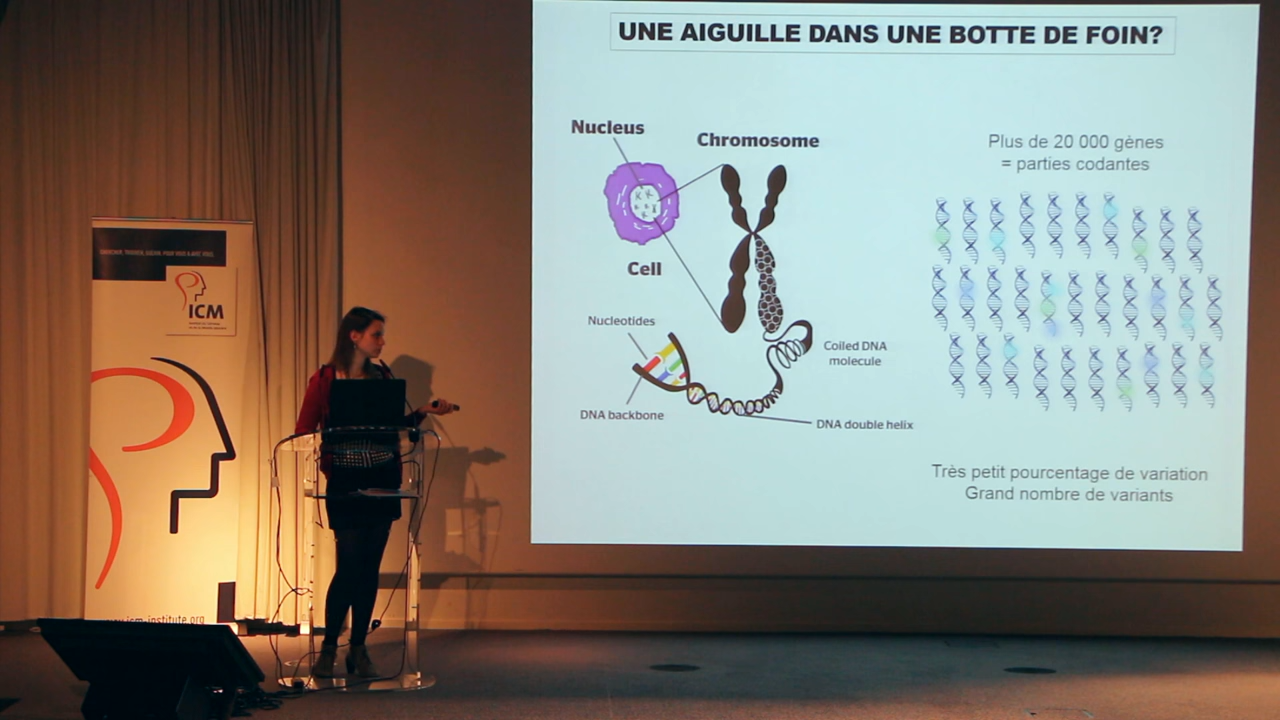 UNE AIGUILLE DANS UNE BOTTE DE FOIN?
Nucleus
Chromosome
Cell
Nucleotides
DNA backbone
Coiled DNA
molecule
DNA double helix
Plus de 20 000 gènes
= parties codantes
Très petit pourcentage de variation
Grand nombre de variants
ICM
icm-institute.org